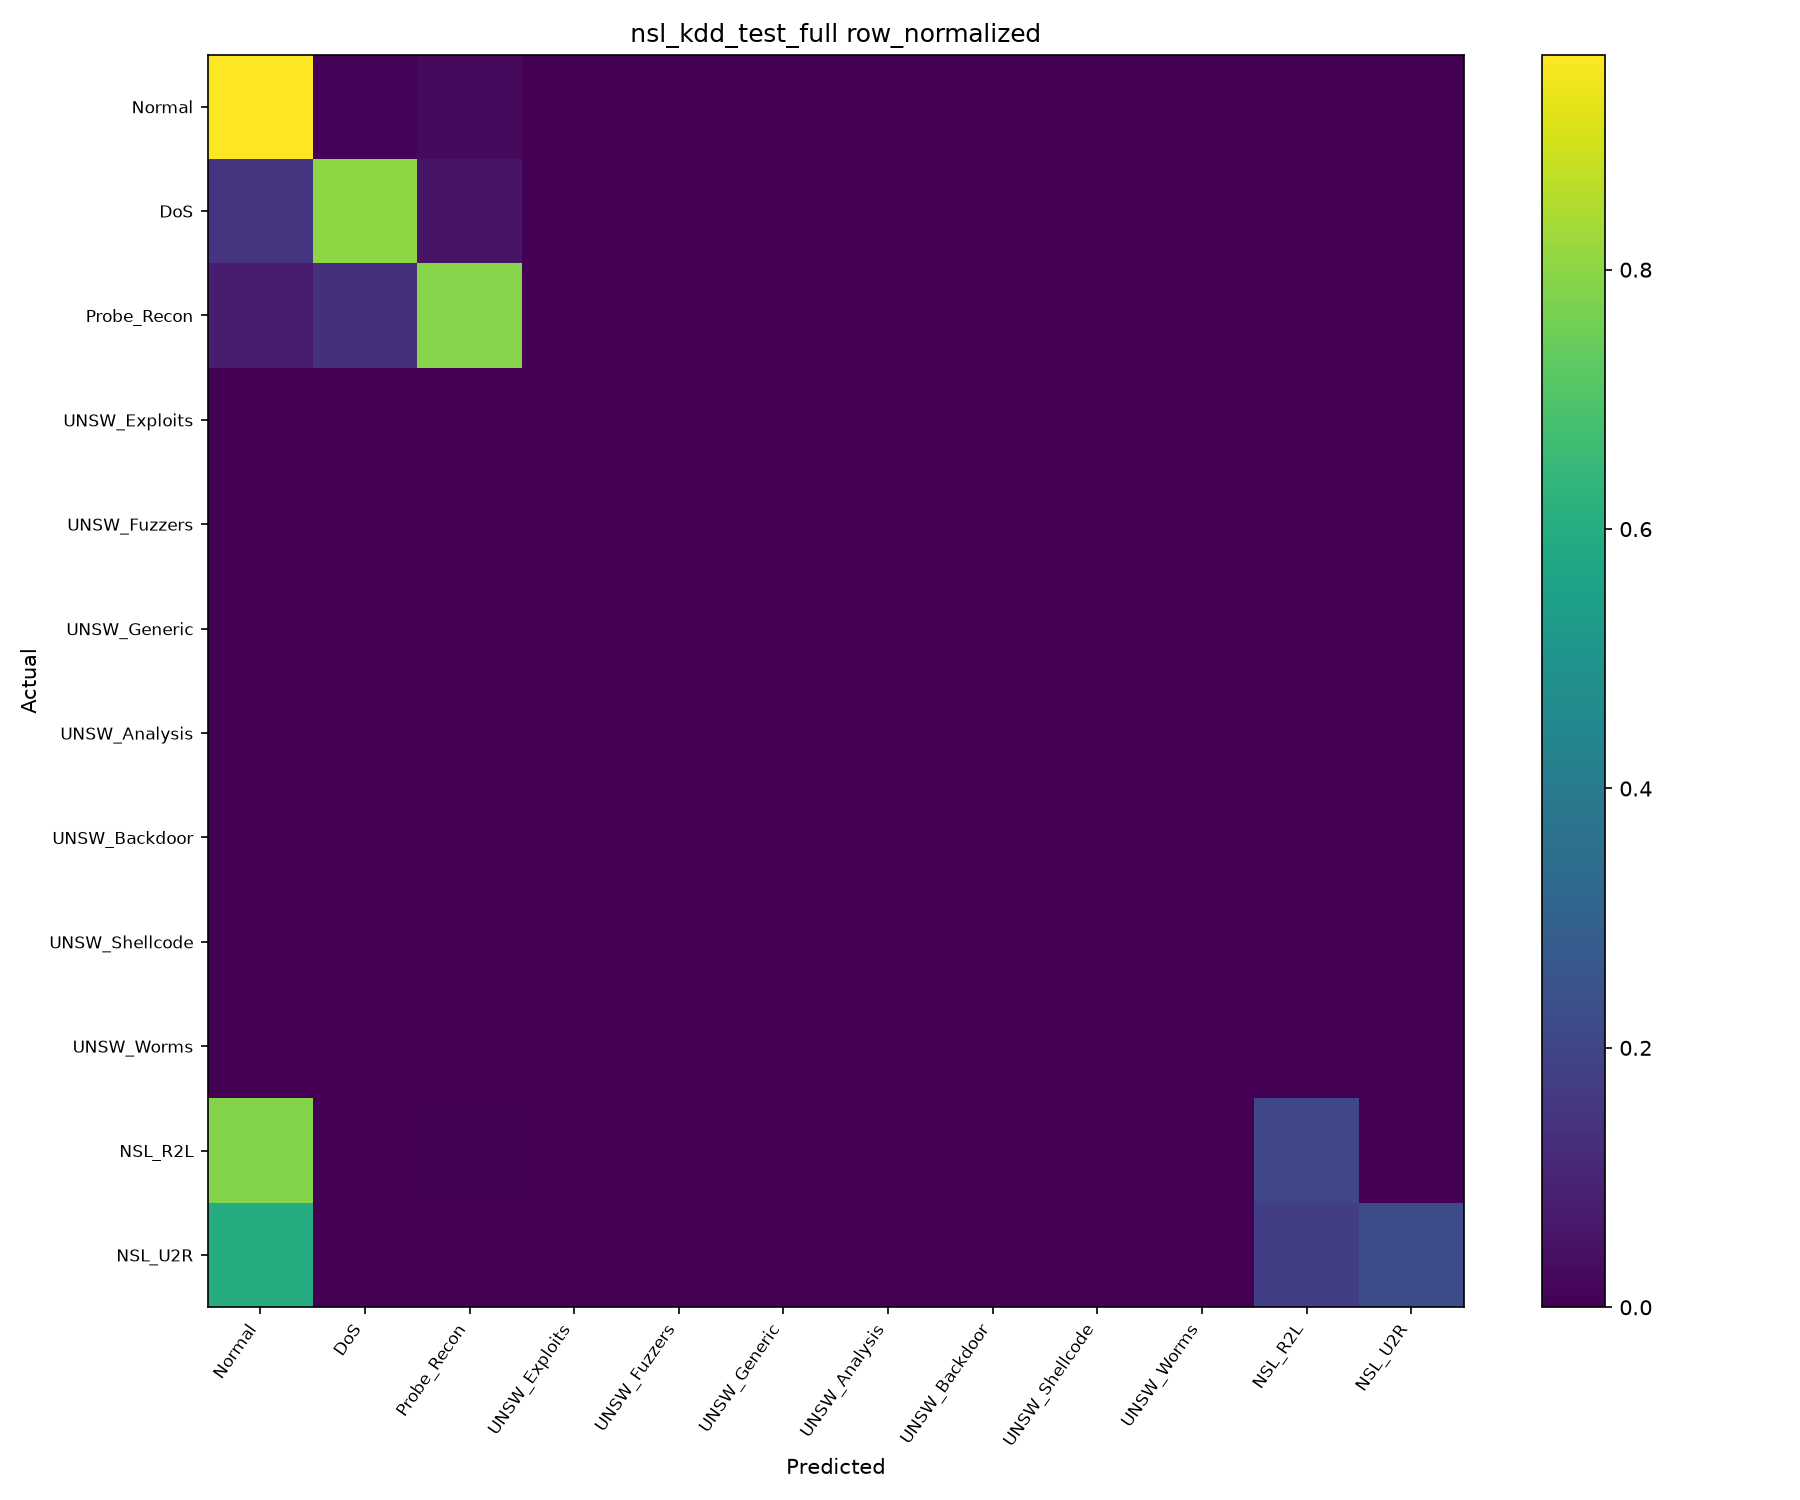 nsl_kdd_test_full row_normalized
Actual
Normal
DoS
Probe_Recon
UNSW_Exploits
UNSW_Fuzzers
UNSW_Generic
UNSW_Analysis
UNSW_Backdoor
UNSW_Shellcode
UNSW_Worms
NSL_R2L
NSL_U2R
Normal
DoS
Probe_Recon
UNSW_Exploits
UNSW_Fuzzers
UNSW_Generic
UNSW_Analysis
UNSW_Backdoor
UNSW_Shellcode
UNSW_Worms
NSL_R2L
NSL_U2R
Predicted
0.8
0.6
0.4
0.2
0.0